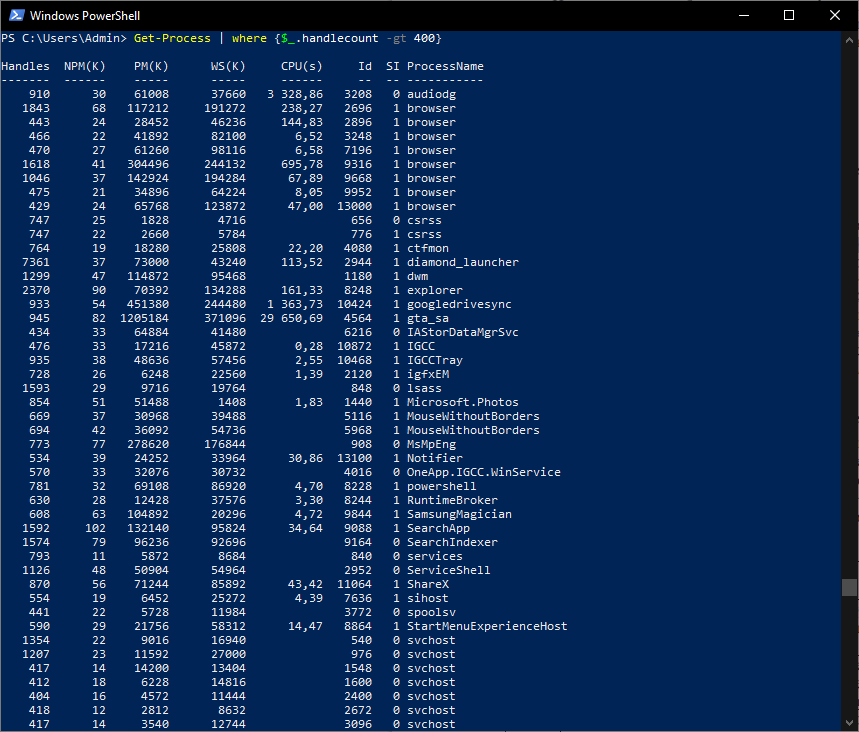 Windows PowerShell
PS C:\Users\Admin> Get-Process | where {$_.handlecount -gt 400}
Handles  NPM(K)    PM(K)      WS(K)     CPU(s)     Id  SI ProcessName
-------  ------    -----      -----     ------     --  -- -----------
    910      30    61008      37660   3 328,86   3208   0 audiodg
   1843      68   117212     191272     238,27   2696   1 browser
    443      24    28452      46236     144,83   2896   1 browser
    466      22    41892      82100       6,52   3248   1 browser
    470      27    61260      98116       6,58   7196   1 browser
   1618      41   304496     244132     695,78   9316   1 browser
   1046      37   142924     194284      67,89   9668   1 browser
    475      21    34896      64224       8,05   9952   1 browser
    429      24    65768     123872      47,00  13000   1 browser
    747      25     1828       4716               656   0 csrss
    747      22     2660       5784               776   1 csrss
    764      19    18280      25808      22,20   4080   1 ctfmon
   7361      37    73000      43240     113,52   2944   1 diamond_launcher
   1299      47   114872      95468              1180   1 dwm
   2370      90    70392     134288     161,33   8248   1 explorer
    933      54   451380     244480   1 363,73  10424   1 googledrivesync
    945      82  1205184     371096  29 650,69   4564   1 gta_sa
    434      33    64884      41480              6216   0 IAStorDataMgrSvc
    476      33    17216      45872       0,28  10872   1 IGCC
    935      38    48636      57456       2,55  10468   1 IGCCTray
    728      26     6248      22560       1,39   2120   1 igfxEM
   1593      29     9716      19764               848   0 lsass
    854      51    51488       1408       1,83   1440   1 Microsoft.Photos
    669      37    30968      39488              5116   1 MouseWithoutBorders
    694      42    36092      54736              5968   1 MouseWithoutBorders
    773      77   278620     176844               908   0 MsMpEng
    534      39    24252      33964      30,86  13100   1 Notifier
    570      33    32076      30732              4016   0 OneApp.IGCC.WinService
    781      32    69108      86920       4,70   8228   1 powershell
    630      28    12428      37576       3,30   8244   1 RuntimeBroker
    608      63   104892      20296       4,72   9844   1 SamsungMagician
   1592     102   132140      95824      34,64   9088   1 SearchApp
   1574      79    96236      92696              9164   0 SearchIndexer
    793      11     5872       8684               840   0 services
   1126      48    50904      54964              2952   0 ServiceShell
    870      56    71244      85892      43,42  11064   1 ShareX
    554      19     6452      25272       4,39   7636   1 sihost
    441      22     5728      11984              3772   0 spoolsv
    590      29    21756      58312      14,47   8864   1 StartMenuExperienceHost
   1354      22     9016      16940               540   0 svchost
   1207      23    11592      27000               976   0 svchost
    417      14    14200      13404              1548   0 svchost
    412      18     6228      14816              1600   0 svchost
    404      16     4572      11444              2400   0 svchost
    418      12     2812       8632              2672   0 svchost
    417      14     3540      12744              3096   0 svchost